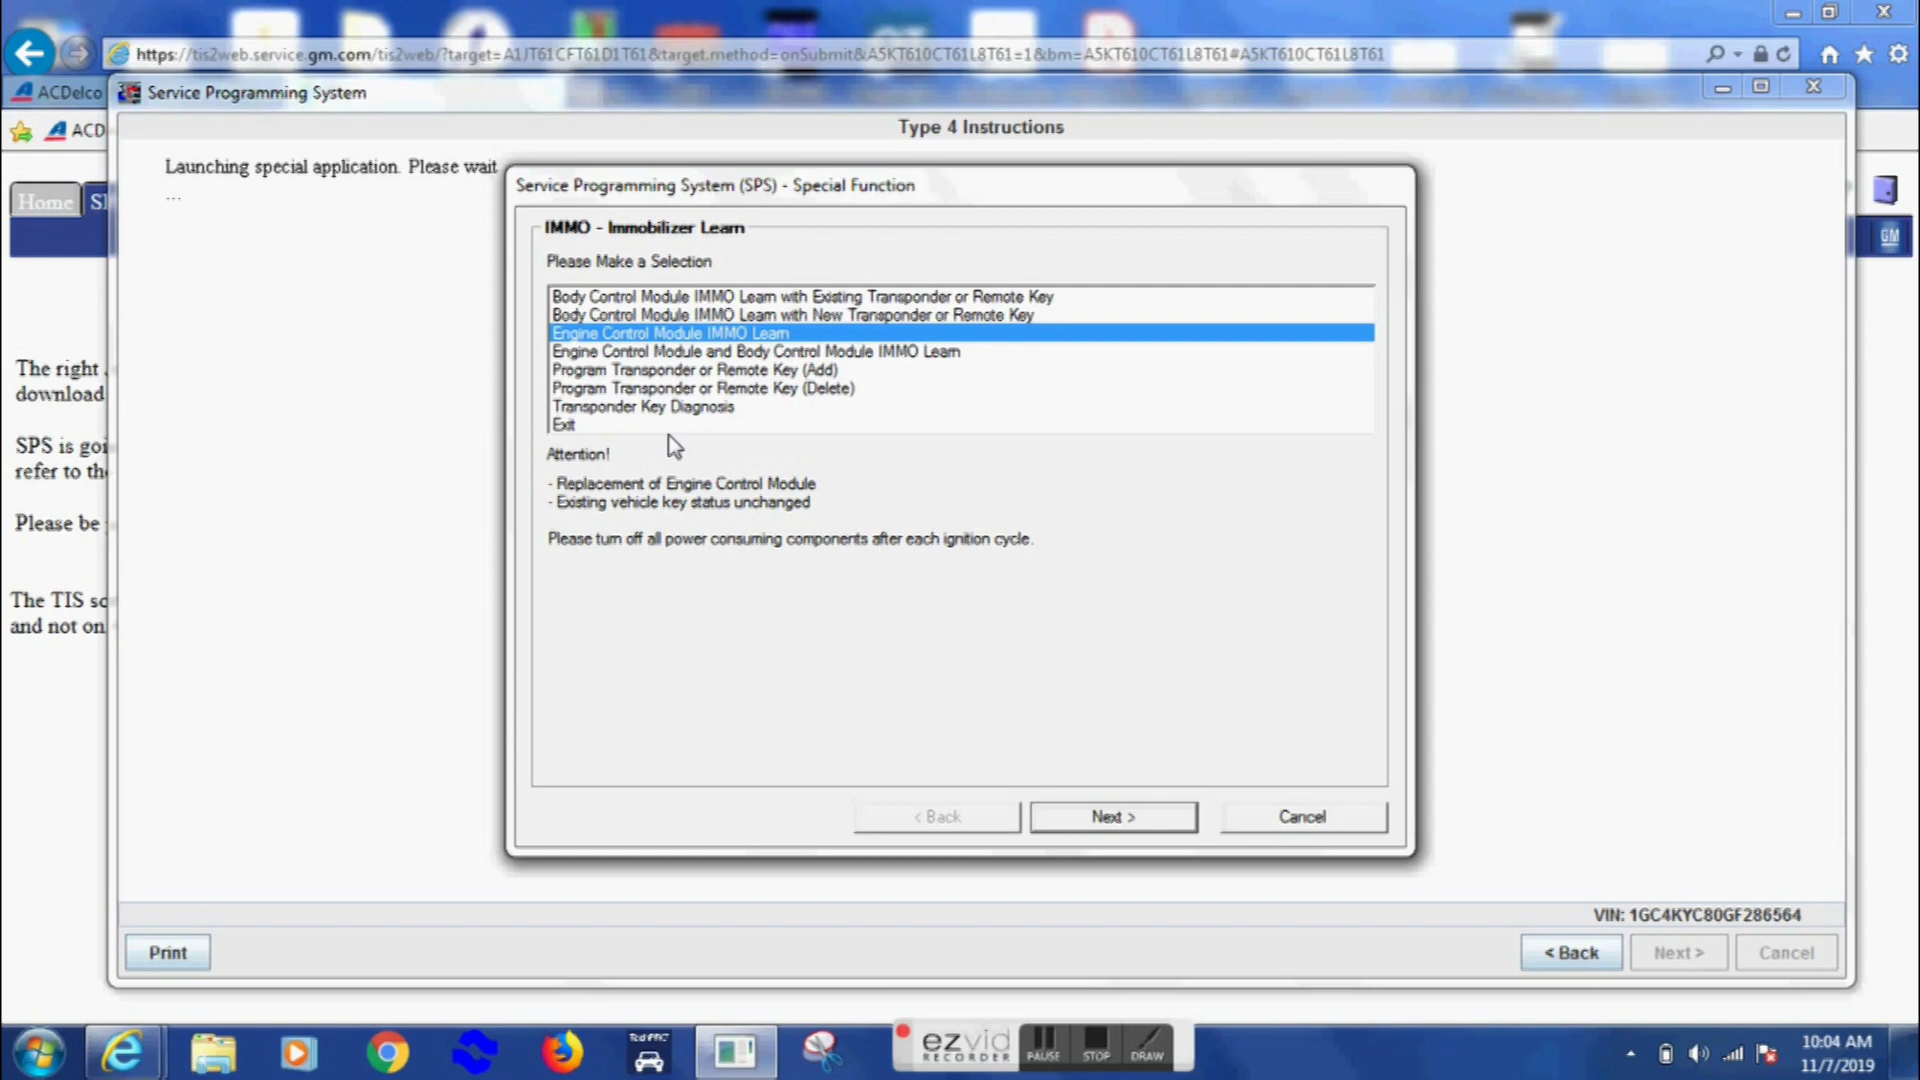 https://tis2web.service.gm.com/tis2web/?target=A1JT61CFT61D1T61&target.method=onSubmit&A5KT610CT61L8T61=1&bm=A5KT610CT61L8T61#A5KT610CT61L8T61
ACDelco
Service Programming System
ACD
Type 4 Instructions
Launching special application. Please wait
...
Home
SI
GM
Service Programming System (SPS) - Special Function
IMMO - Immobilizer Learn
Please Make a Selection
Body Control Module IMMO Learn with Existing Transponder or Remote Key
Body Control Module IMMO Learn with New Transponder or Remote Key
Engine Control Module IMMO Learn
Engine Control Module and Body Control Module IMMO Learn
Program Transponder or Remote Key (Add)
Program Transponder or Remote Key (Delete)
Transponder Key Diagnosis
Exit
Attention!
- Replacement of Engine Control Module
- Existing vehicle key status unchanged
Please turn off all power consuming components after each ignition cycle.
The right
download
SPS is goi
refer to the
Please be
The TIS so
and not on
< Back
Next >
Cancel
VIN: 1GC4KYC80GF286564
Print
< Back
Next >
Cancel
ezvid
RECORDER
PAUSE
STOP
DRAW
10:04 AM
11/7/2019